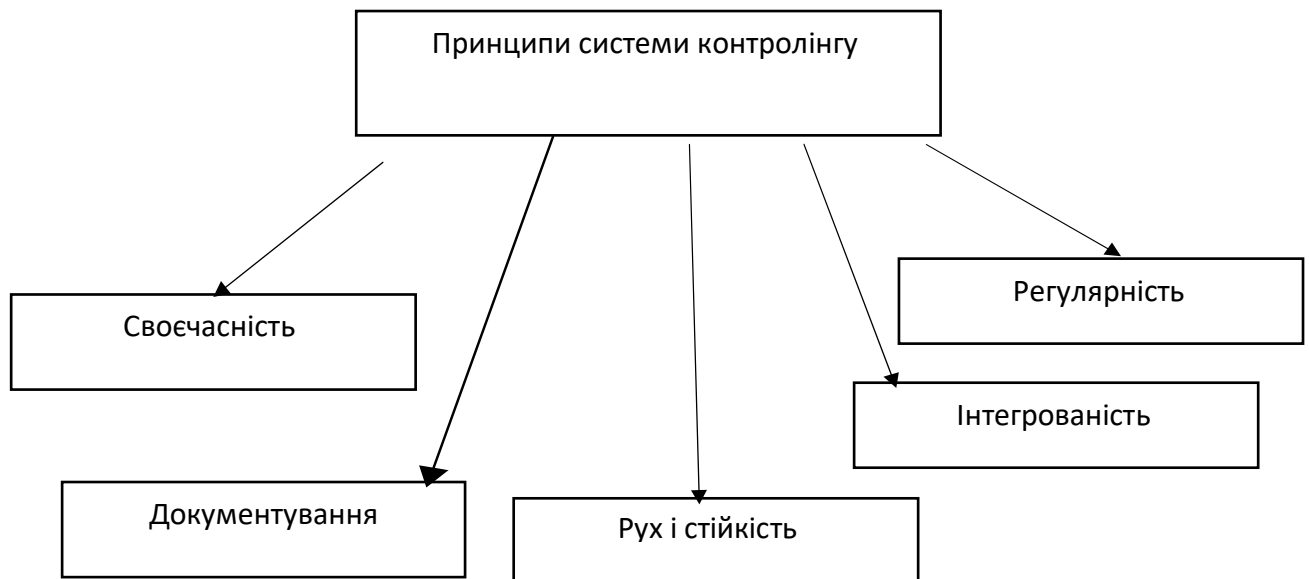 Принципи системи контролінгу
Своєчасність
Регулярність
Інтегрованість
Документування
Рух і стійкість